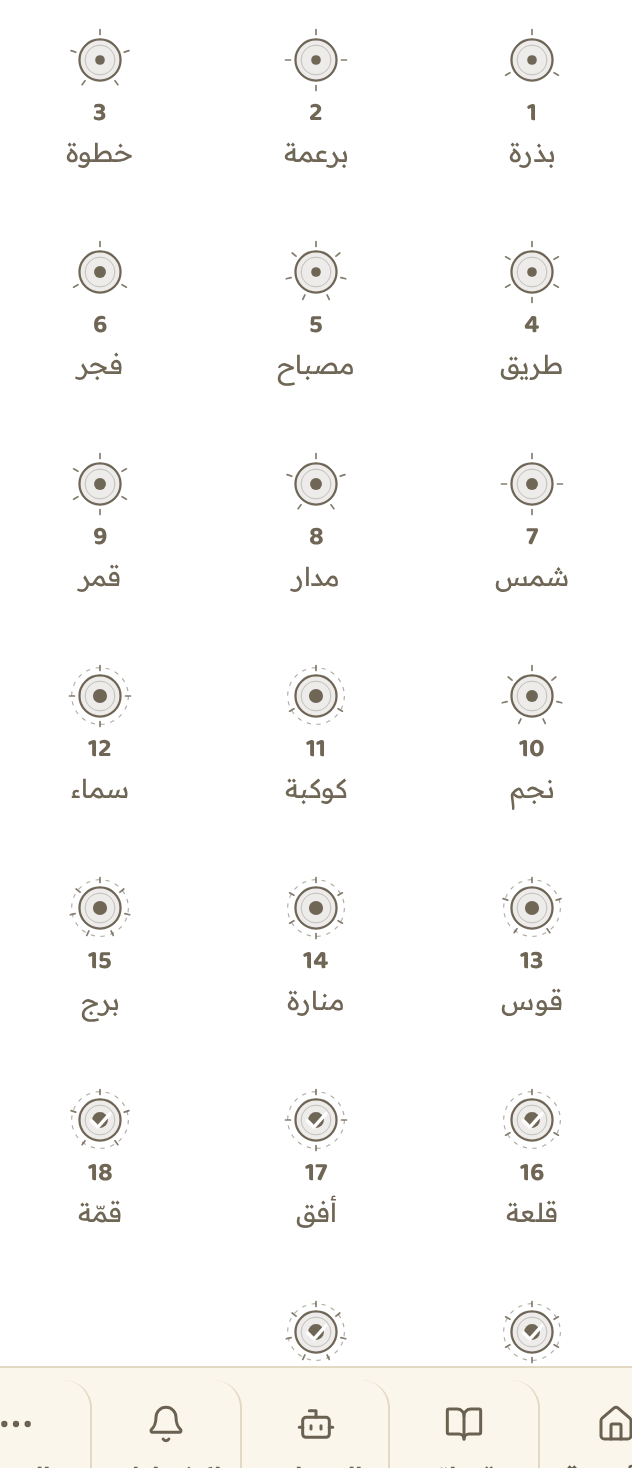 1 2 3
بذرة برعمة خطوة
4 5 6
طريق مصباح فجر
7 8 9
شمس مدار قمر
10 11 12
نجم كوكبة سماء
13 14 15
قوس منارة برج
16 17 18
قلعة أفق قمّة